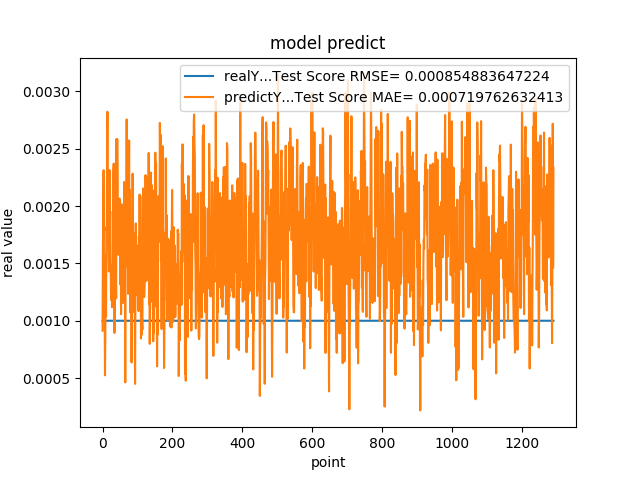 model predict
realY...Test Score RMSE= 0.000854883647224
predictY...Test Score MAE= 0.000719762632413
0.0030
0.0025
0.0020
0.0015
0.0010
0.0005
real value
0 200 400 600 800 1000 1200
point